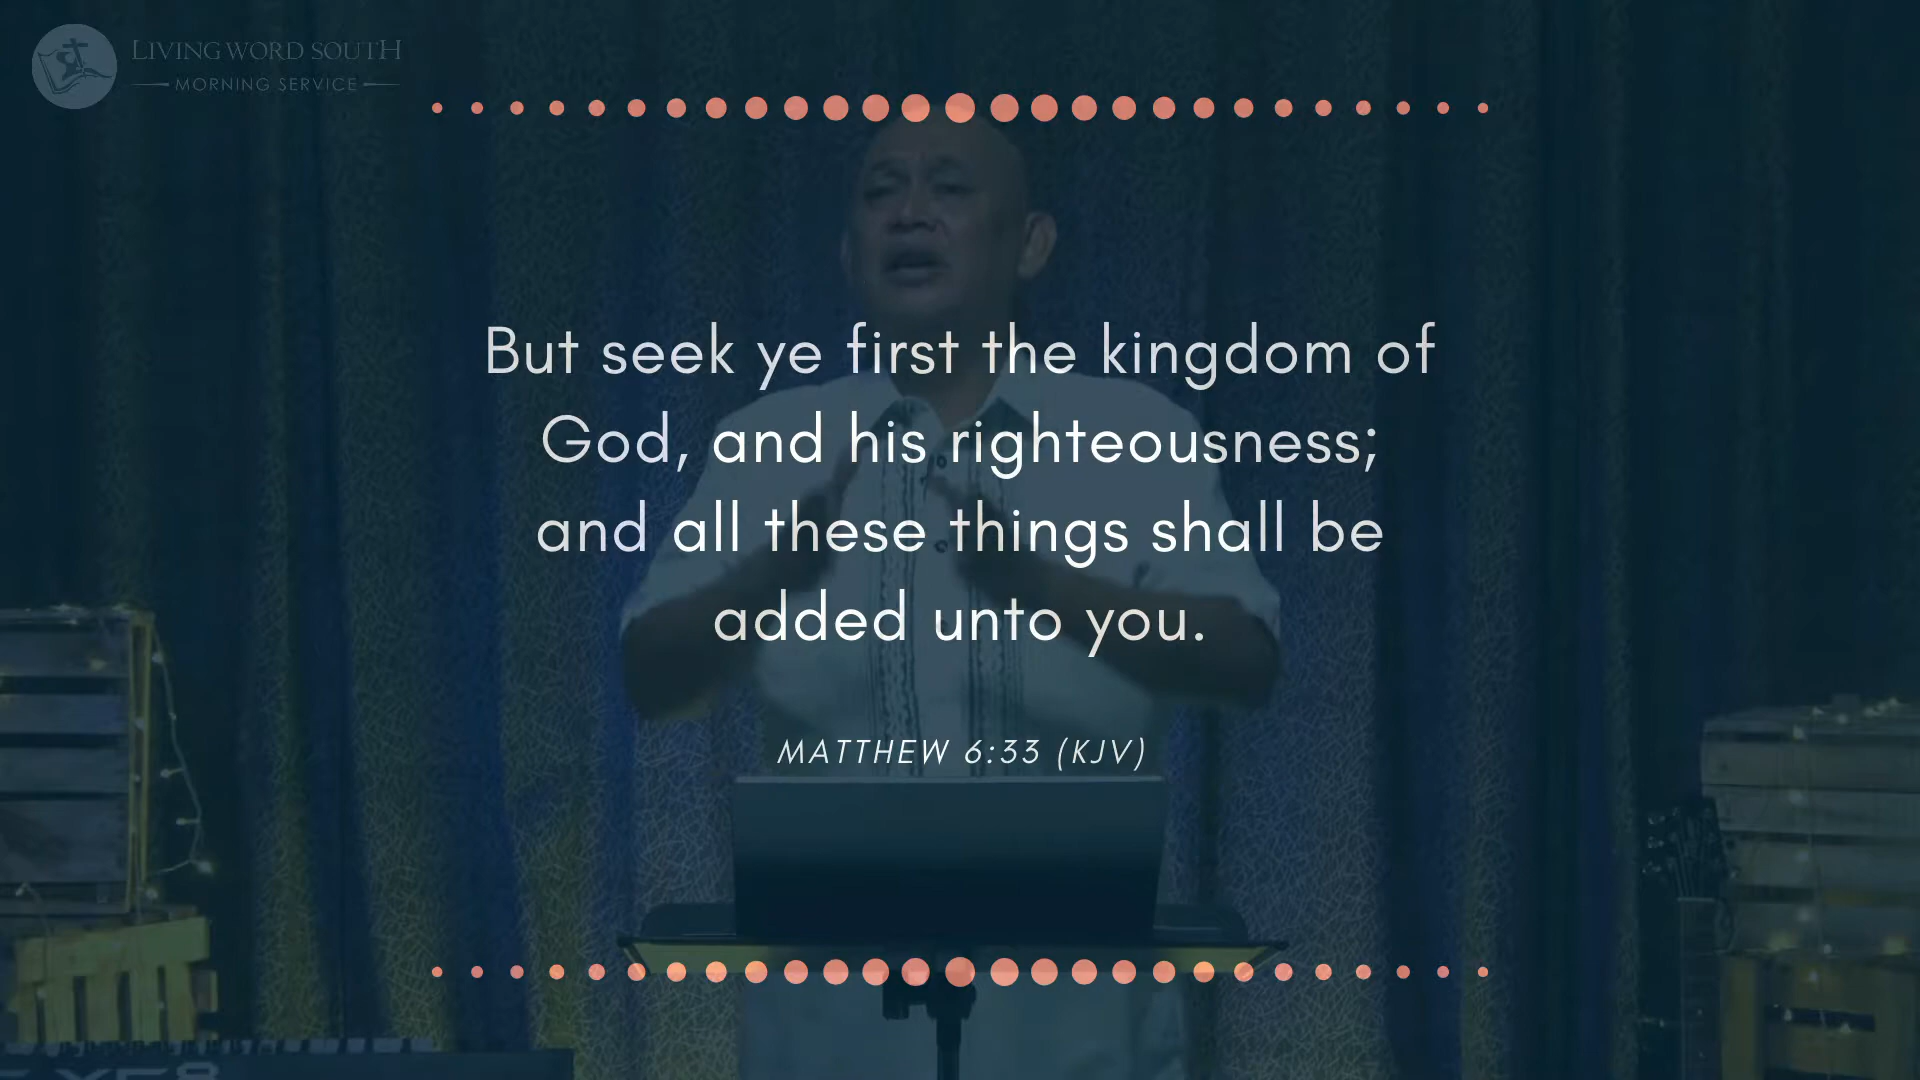 LIVING WORD SOUTH
MORNING SERVICE
But seek ye first the kingdom of
God, and his righteousness;
and all these things shall be
added unto you.
MATTHEW 6:33 (KJV)